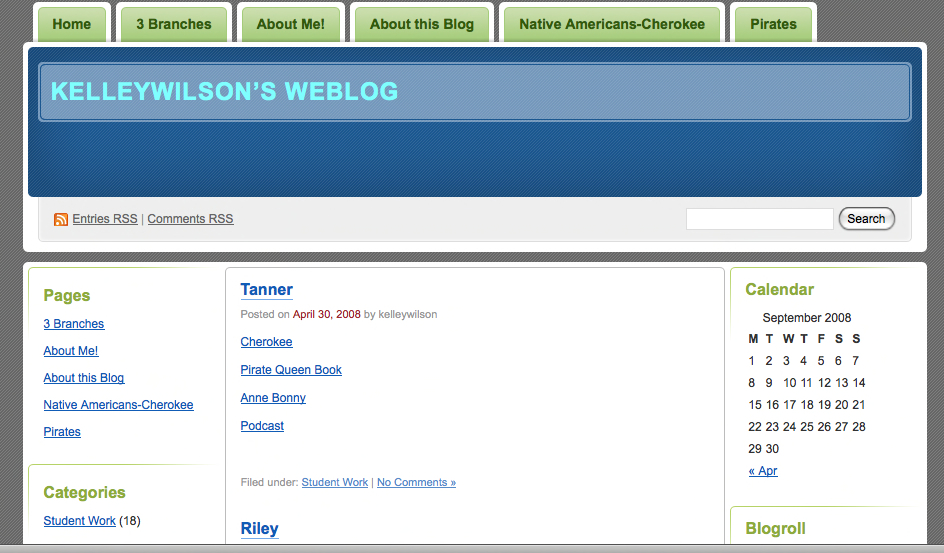 Home
3 Branches
About Me!
About this Blog
Native Americans-Cherokee
Pirates
KELLEYWILSON'S WEBLOG
Entries RSS | Comments RSS
Search
Pages
3 Branches
About Me!
About this Blog
Native Americans-Cherokee
Pirates
Categories
Student Work (18)
Tanner
Posted on April 30, 2008 by kelleywilson
Cherokee
Pirate Queen Book
Anne Bonny
Podcast
Filed under: Student Work | No Comments »
Riley
Calendar
September 2008
M T W T F S S
1 2 3 4 5 6 7
8 9 10 11 12 13 14
15 16 17 18 19 20 21
22 23 24 25 26 27 28
29 30
« Apr
Blogroll